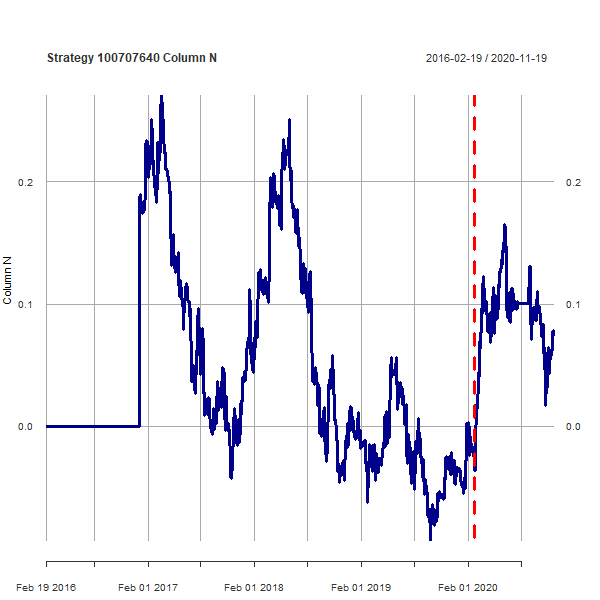 Strategy 100707640 Column N
2016-02-19 / 2020-11-19
0.2
0.2
0.1
0.1
0.0
0.0
Column N
Feb 19 2016
Feb 01 2017
Feb 01 2018
Feb 01 2019
Feb 01 2020